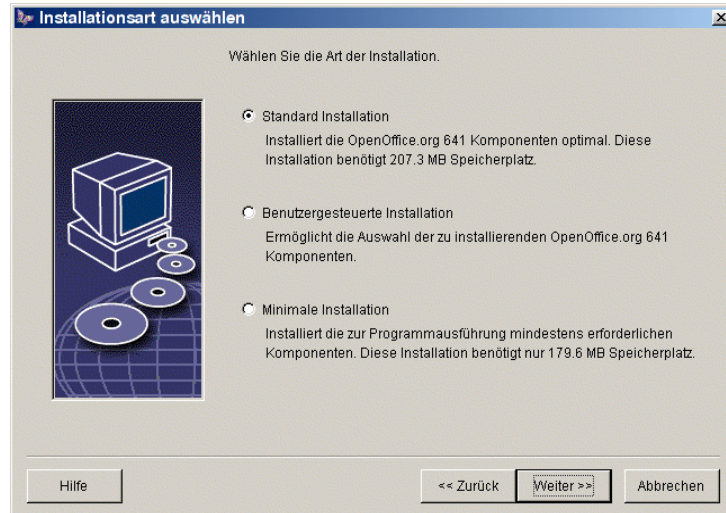 Installationsart auswählen
Wählen Sie die Art der Installation.
Standard Installation
Installiert die OpenOffice.org 641 Komponenten optimal. Diese
Installation benötigt 207.3 MB Speicherplatz.
Benutzergesteuerte Installation
Ermöglicht die Auswahl der zu installierenden OpenOffice.org 641
Komponenten.
Minimale Installation
Installiert die zur Programmausführung mindestens erforderlichen
Komponenten. Diese Installation benötigt nur 179.6 MB Speicherplatz.
Hilfe
<< Zurück
Weiter >>
Abbrechen